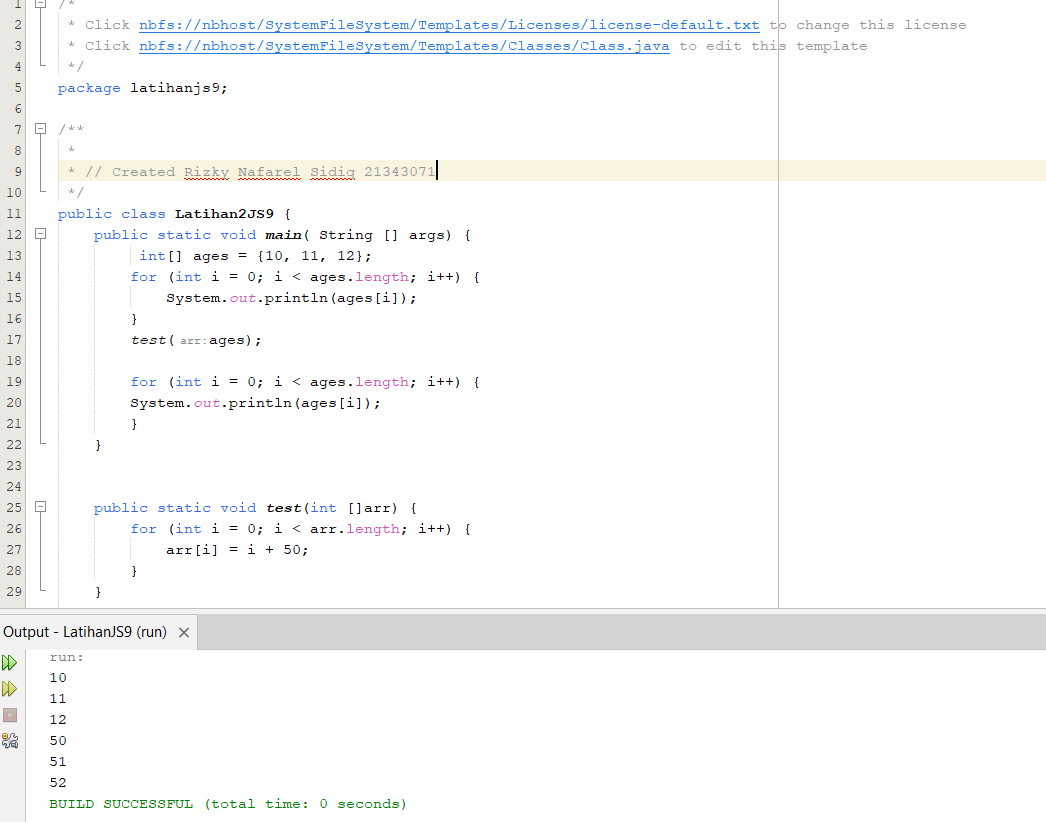 1 /*
2 * Click nbfs://nbhost/SystemFileSystem/Templates/Licenses/license-default.txt to change this license
3 * Click nbfs://nbhost/SystemFileSystem/Templates/Classes/Class.java to edit this template
4 */
5 package latihanjs9;
6
7 /**
8 *
9 * // Created Rizky Nafarel Sidiq 21343071
10 */
11 public class Latihan2JS9 {
12 public static void main( String [] args) {
13 int[] ages = {10, 11, 12};
14 for (int i = 0; i < ages.length; i++) {
15 System.out.println(ages[i]);
16 }
17 test( arr:ages);
18
19 for (int i = 0; i < ages.length; i++) {
20 System.out.println(ages[i]);
21 }
22 }
23
24
25 public static void test(int []arr) {
26 for (int i = 0; i < arr.length; i++) {
27 arr[i] = i + 50;
28 }
29 }
Output - LatihanJS9 (run)
run:
10
11
12
50
51
52
BUILD SUCCESSFUL (total time: 0 seconds)